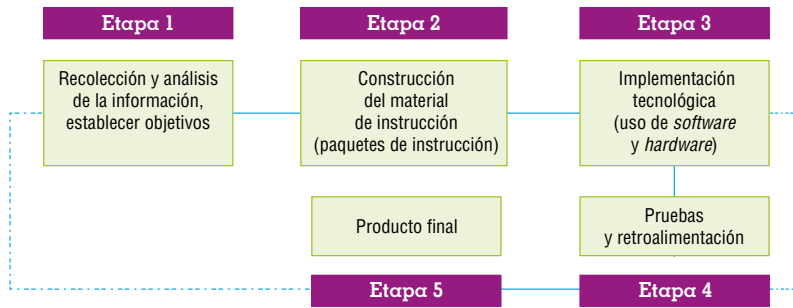 Etapa 1
Etapa 2
Etapa 3
Recolección y análisis
de la información,
establecer objetivos
Construcción
del material
de instrucción
(paquetes de instrucción)
Implementación
tecnológica
(uso de software
y hardware)
Producto final
Pruebas
y retroalimentación
Etapa 5
Etapa 4